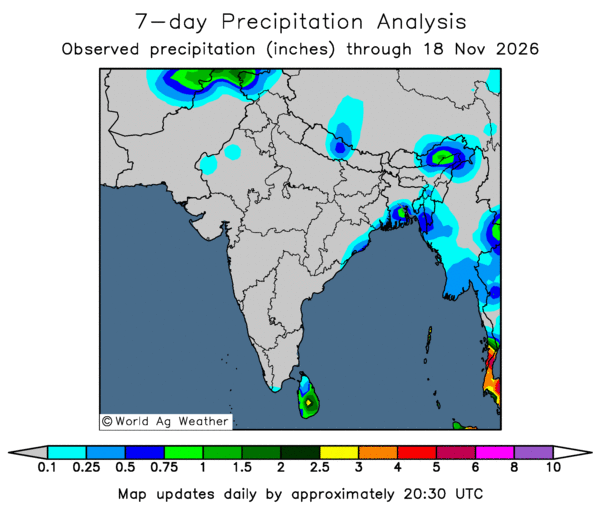 7-day Precipitation Analysis
Observed precipitation (inches) through 18 Nov 2026
©World Ag Weather
0.1 0.25 0.5 0.75 1 1.5 2 2.5 3 4 5 6 8 10
Map updates daily by approximately 20:30 UTC